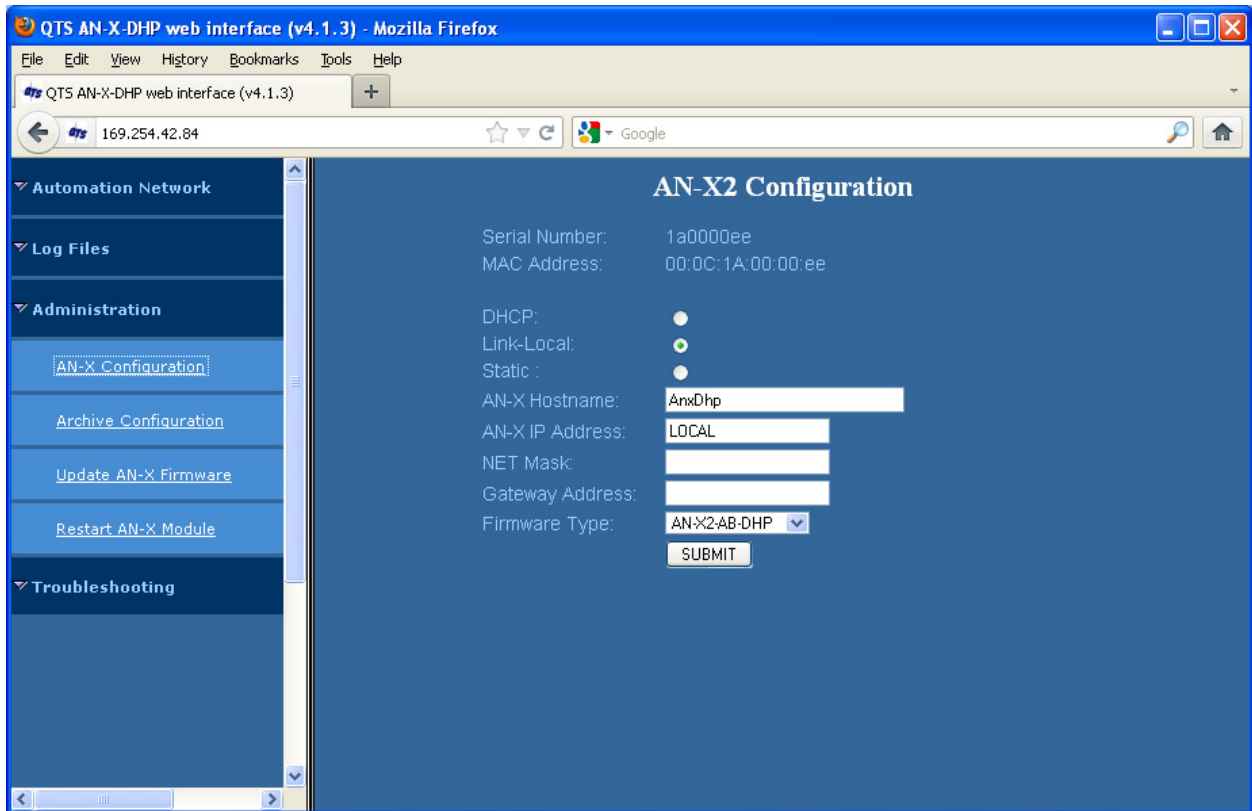 QTS AN-X-DHP web interface (v4.1.3) - Mozilla Firefox
File Edit View History Bookmarks Tools Help
QTS QTS AN-X-DHP web interface (v4.1.3) +
QTS 169.254.42.84 Google
Automation Network
Log Files
Administration
AN-X Configuration
Archive Configuration
Update AN-X Firmware
Restart AN-X Module
Troubleshooting
AN-X2 Configuration
Serial Number: 1a0000ee
MAC Address: 00:0C:1A:00:00:ee
DHCP:
Link-Local:
Static :
AN-X Hostname: AnxDhp
AN-X IP Address: LOCAL
NET Mask:
Gateway Address:
Firmware Type: AN-X2-AB-DHP
SUBMIT